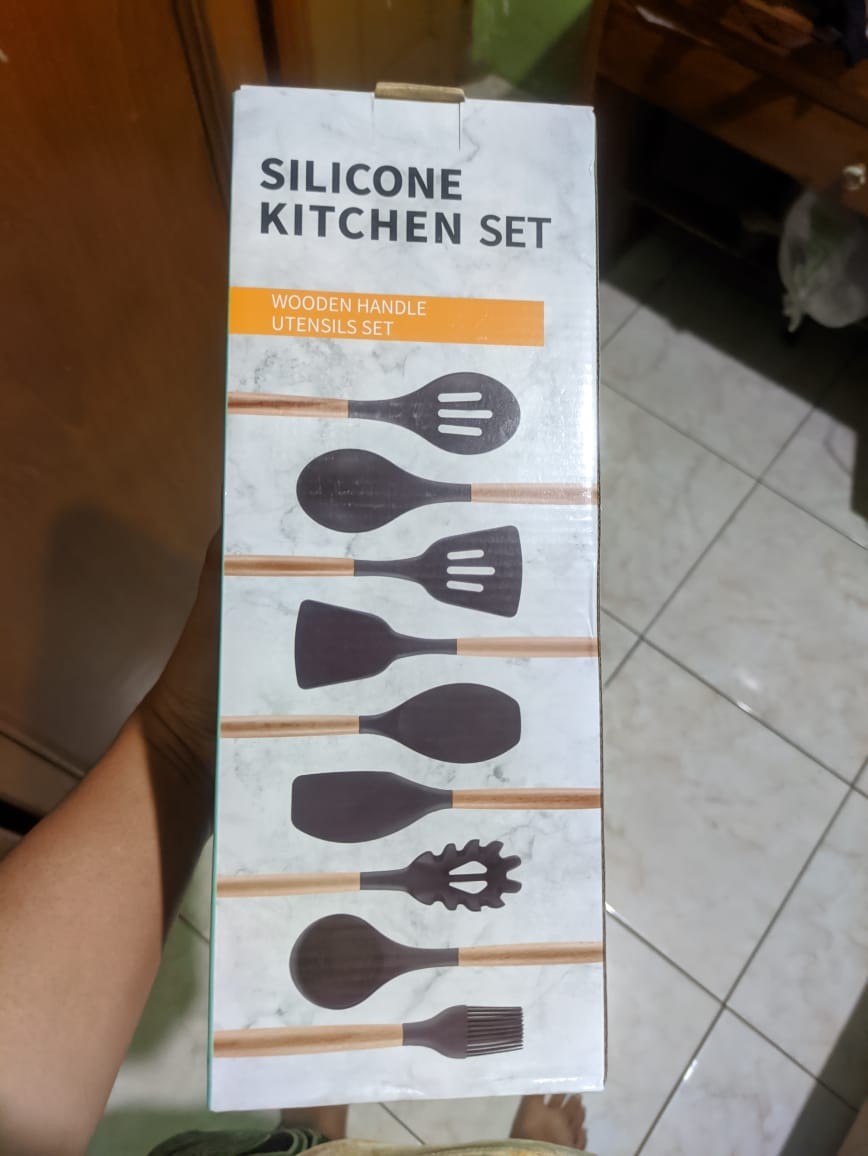 SILICONE
KITCHEN SET
WOODEN HANDLE
UTENSILS SET